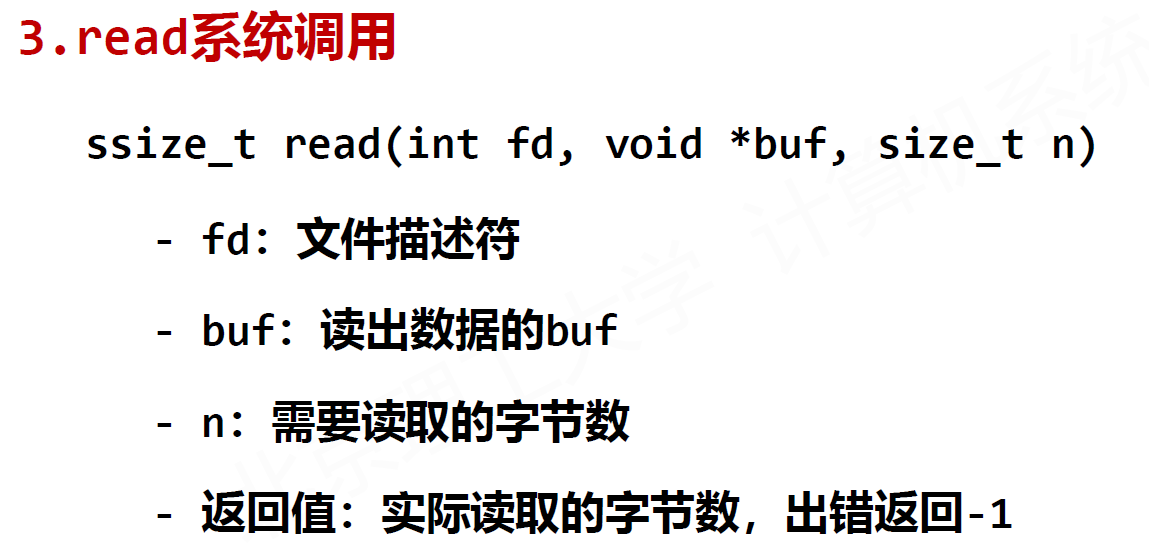 3.read系统调用
ssize_t read(int fd, void *buf, size_t n)
- fd：文件描述符
- buf：读出数据的buf
- n：需要读取的字节数
- 返回值：实际读取的字节数，出错返回-1
北京理工大学 计算机系统